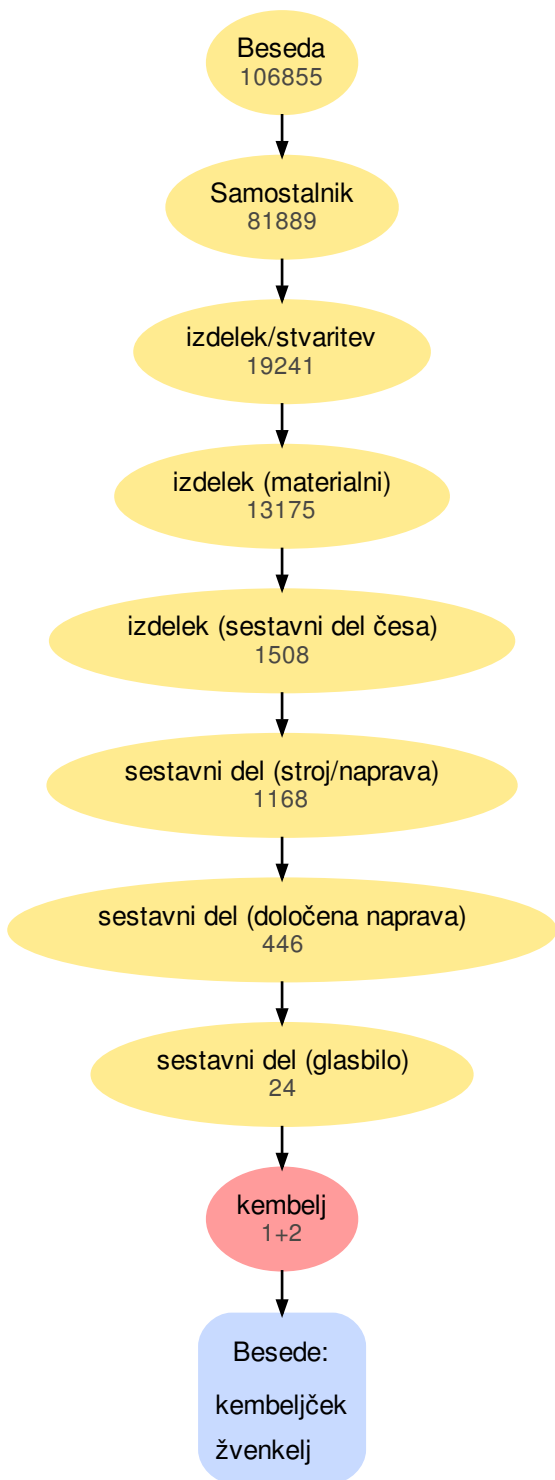 Beseda
106855
Samostalnik
81889
izdelek/stvaritev
19241
izdelek (materialni)
13175
izdelek (sestavni del česa)
1508
sestavni del (stroj/naprava)
1168
sestavni del (določena naprava)
446
sestavni del (glasbilo)
24
kembelj
1+2
Besede:
kembeljček
žvenkelj